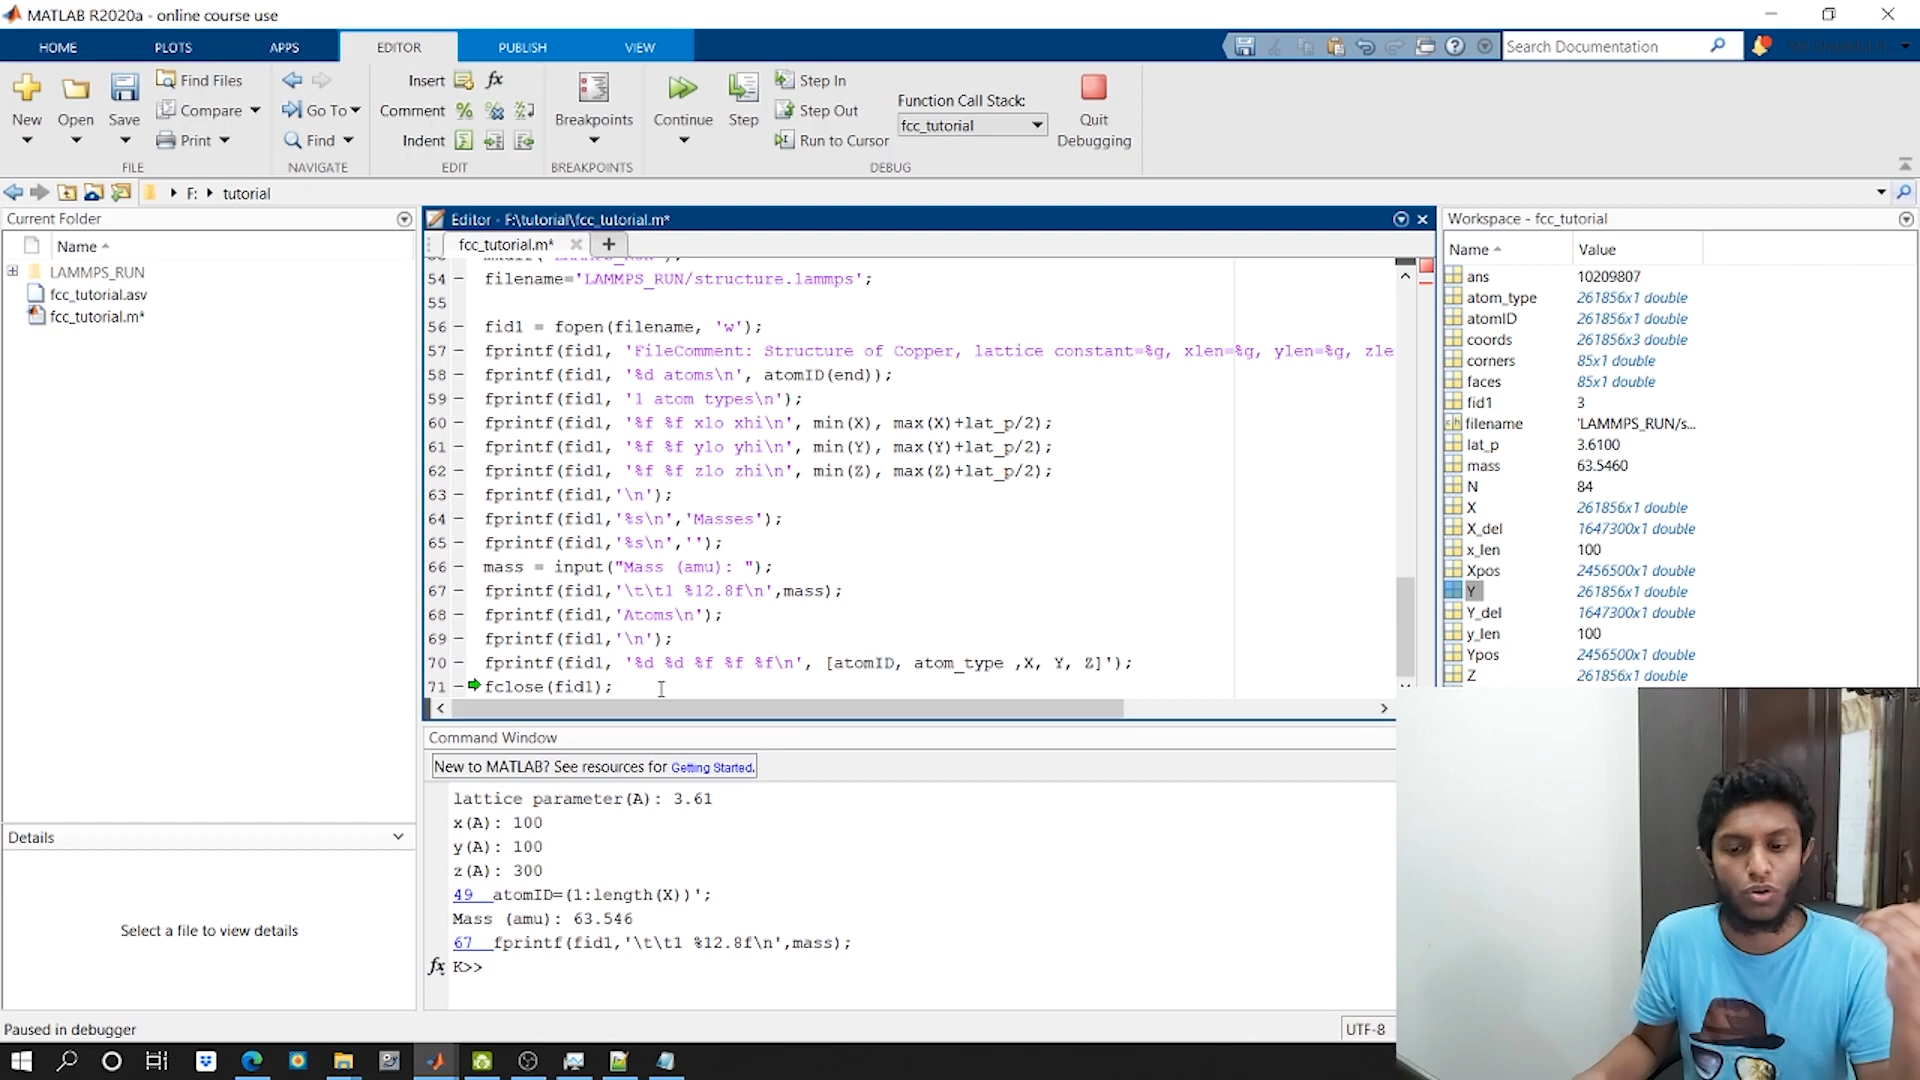 MATLAB R2020a - online course use
HOME PLOTS APPS EDITOR PUBLISH VIEW
Search Documentation
New Open Save
Find Files
Compare
Print
FILE
Go To
Find
NAVIGATE
Insert fx
Comment
Indent
EDIT
Breakpoints
BREAKPOINTS
Continue Step
Step In
Step Out
Run to Cursor
Function Call Stack:
fcc_tutorial
DEBUG
Quit
Debugging
F: tutorial
Current Folder
Name
LAMMPS_RUN
fcc_tutorial.asv
fcc_tutorial.m*
Details
Select a file to view details
Editor - F:\tutorial\fcc_tutorial.m*
fcc_tutorial.m*
54 – filename='LAMMPS_RUN/structure.lammps';
55
56 – fid1 = fopen(filename, 'w');
57 – fprintf(fid1, 'FileComment: Structure of Copper, lattice constant=%g, xlen=%g, ylen=%g, zle
58 – fprintf(fid1, '%d atoms\n', atomID(end));
59 – fprintf(fid1, '1 atom types\n');
60 – fprintf(fid1, '%f %f xlo xhi\n', min(X), max(X)+lat_p/2);
61 – fprintf(fid1, '%f %f ylo yhi\n', min(Y), max(Y)+lat_p/2);
62 – fprintf(fid1, '%f %f zlo zhi\n', min(Z), max(Z)+lat_p/2);
63 – fprintf(fid1,'\n');
64 – fprintf(fid1,'%s\n','Masses');
65 – fprintf(fid1,'%s\n','');
66 – mass = input("Mass (amu): ");
67 – fprintf(fid1,'\t\t1 %12.8f\n',mass);
68 – fprintf(fid1,'Atoms\n');
69 – fprintf(fid1,'\n');
70 – fprintf(fid1, '%d %d %f %f %f\n', [atomID, atom_type ,X, Y, Z]');
71 – fclose(fid1);
Command Window
New to MATLAB? See resources for Getting Started.
lattice parameter(A): 3.61
x(A): 100
y(A): 100
z(A): 300
49 atomID=(1:length(X))';
Mass (amu): 63.546
67 fprintf(fid1,'\t\t1 %12.8f\n',mass);
fx K>>
Workspace - fcc_tutorial
Name Value
ans 10209807
atom_type 261856x1 double
atomID 261856x1 double
coords 261856x3 double
corners 85x1 double
faces 85x1 double
fid1 3
filename 'LAMMPS_RUN/s...
lat_p 3.6100
mass 63.5460
N 84
X 261856x1 double
X_del 1647300x1 double
x_len 100
Xpos 2456500x1 double
Y 261856x1 double
Y_del 1647300x1 double
y_len 100
Ypos 2456500x1 double
Z 261856x1 double
Paused in debugger
UTF-8